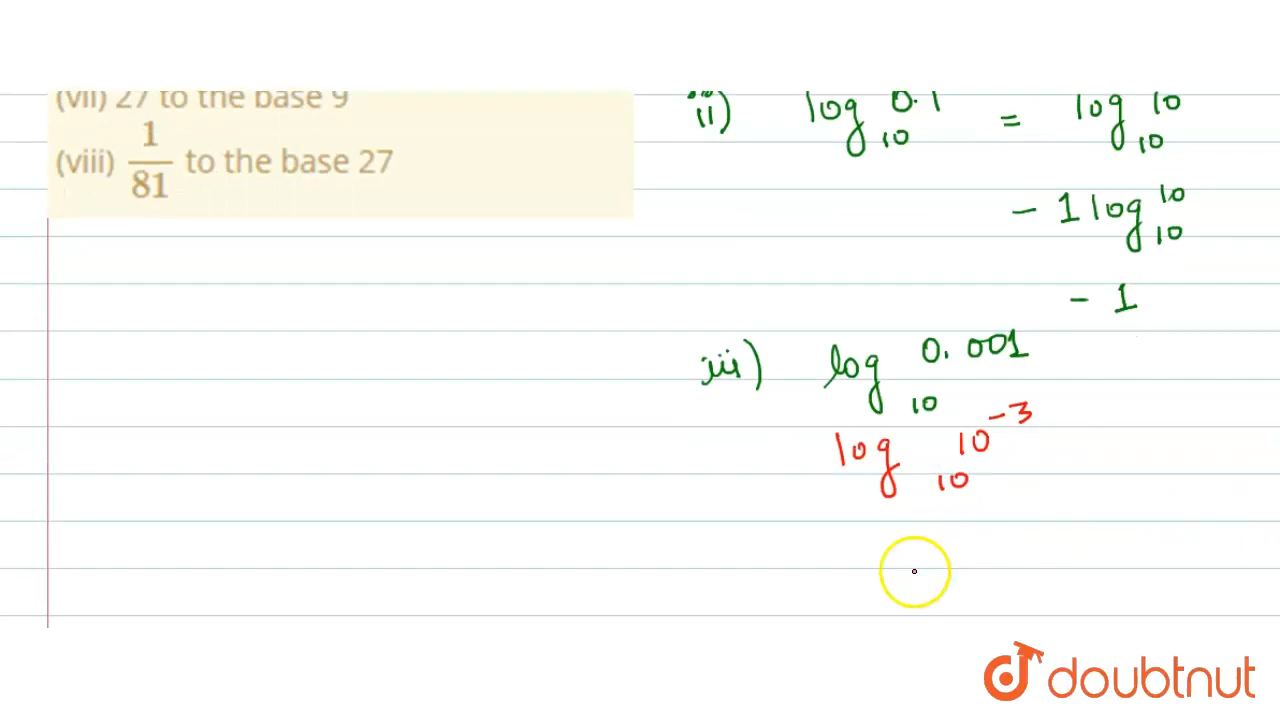 (vii) 27 to the base 9
(viii) 1/81 to the base 27
ii) log₁₀ 0.1 = log₁₀ 10
- 1 log₁₀ 10
- 1
iii) log₁₀ 0.001
log₁₀ 10⁻³
doubtnut